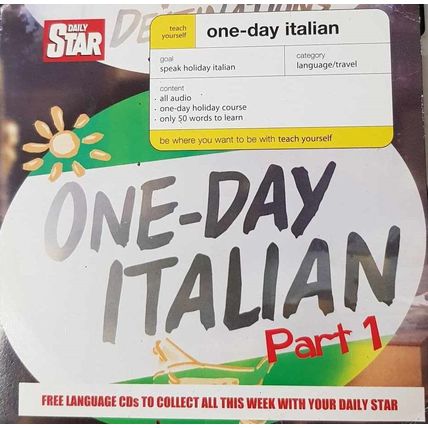 DAILY
STAR
DESTINATIONS
teach
yourself
one-day italian
goal
speak holiday italian
category
language/travel
content
· all audio
· one-day holiday course
· only 50 words to learn
be where you want to be with teach yourself
ONE-DAY
ITALIAN
Part 1
FREE LANGUAGE CDs TO COLLECT ALL THIS WEEK WITH YOUR DAILY STAR